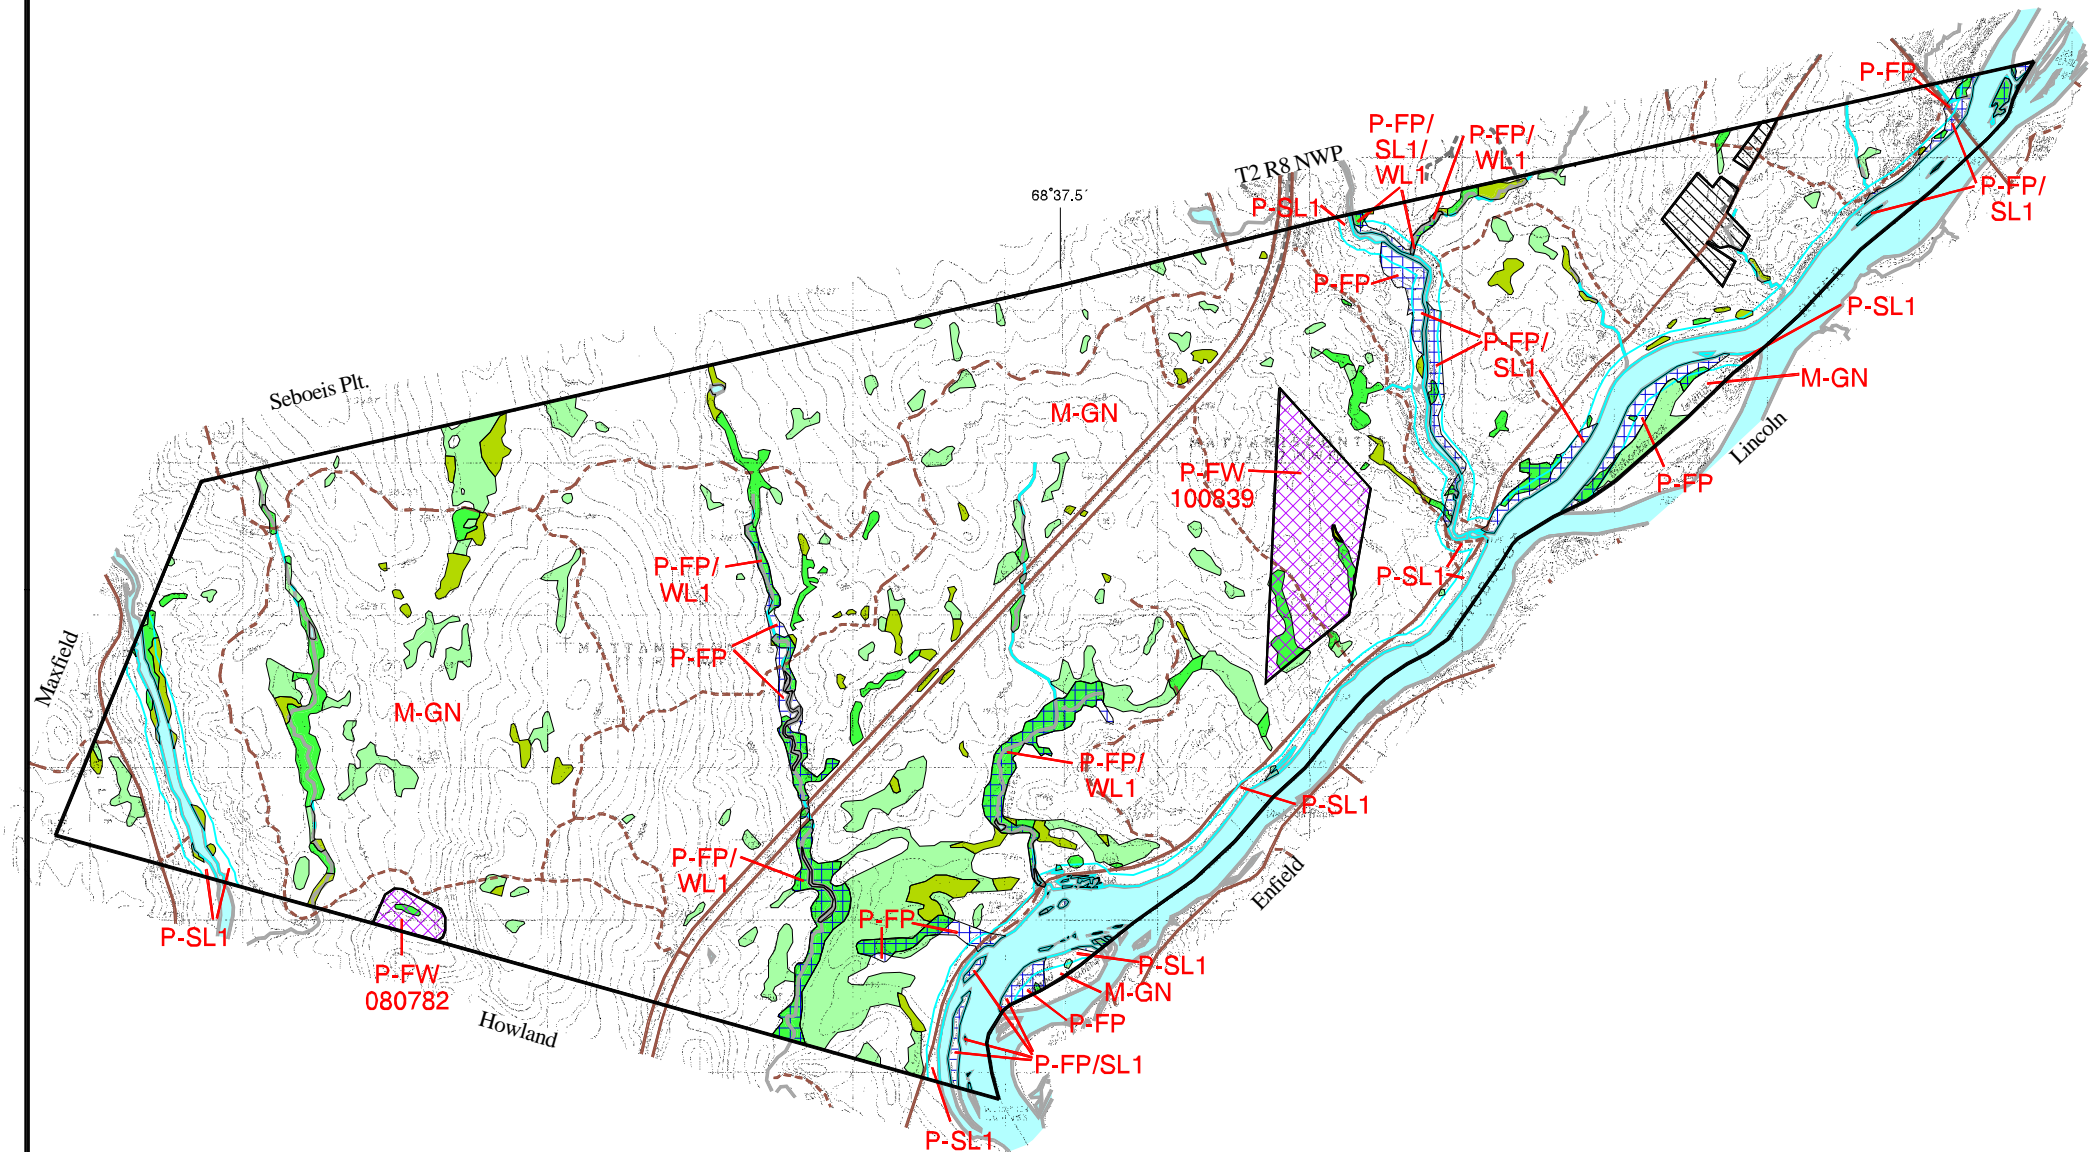 P-FP
P-FP/
SL1/
WL1
P-FP/
WL1
T2 R8 NWP
68°37.5'
P-SL1
P-FP/
SL1
P-FP
P-SL1
P-FP/
SL1
M-GN
Seboeis Plt.
M-GN
Lincoln
P-FW
100839
P-FP
P-FP/
WL1
P-SL1
Maxfield
P-FP
M-GN
P-FP/
WL1
P-SL1
P-FP/
WL1
Enfield
P-FP
P-SL1
P-SL1
P-FW
080782
M-GN
P-FP
Howland
P-FP/SL1
P-SL1